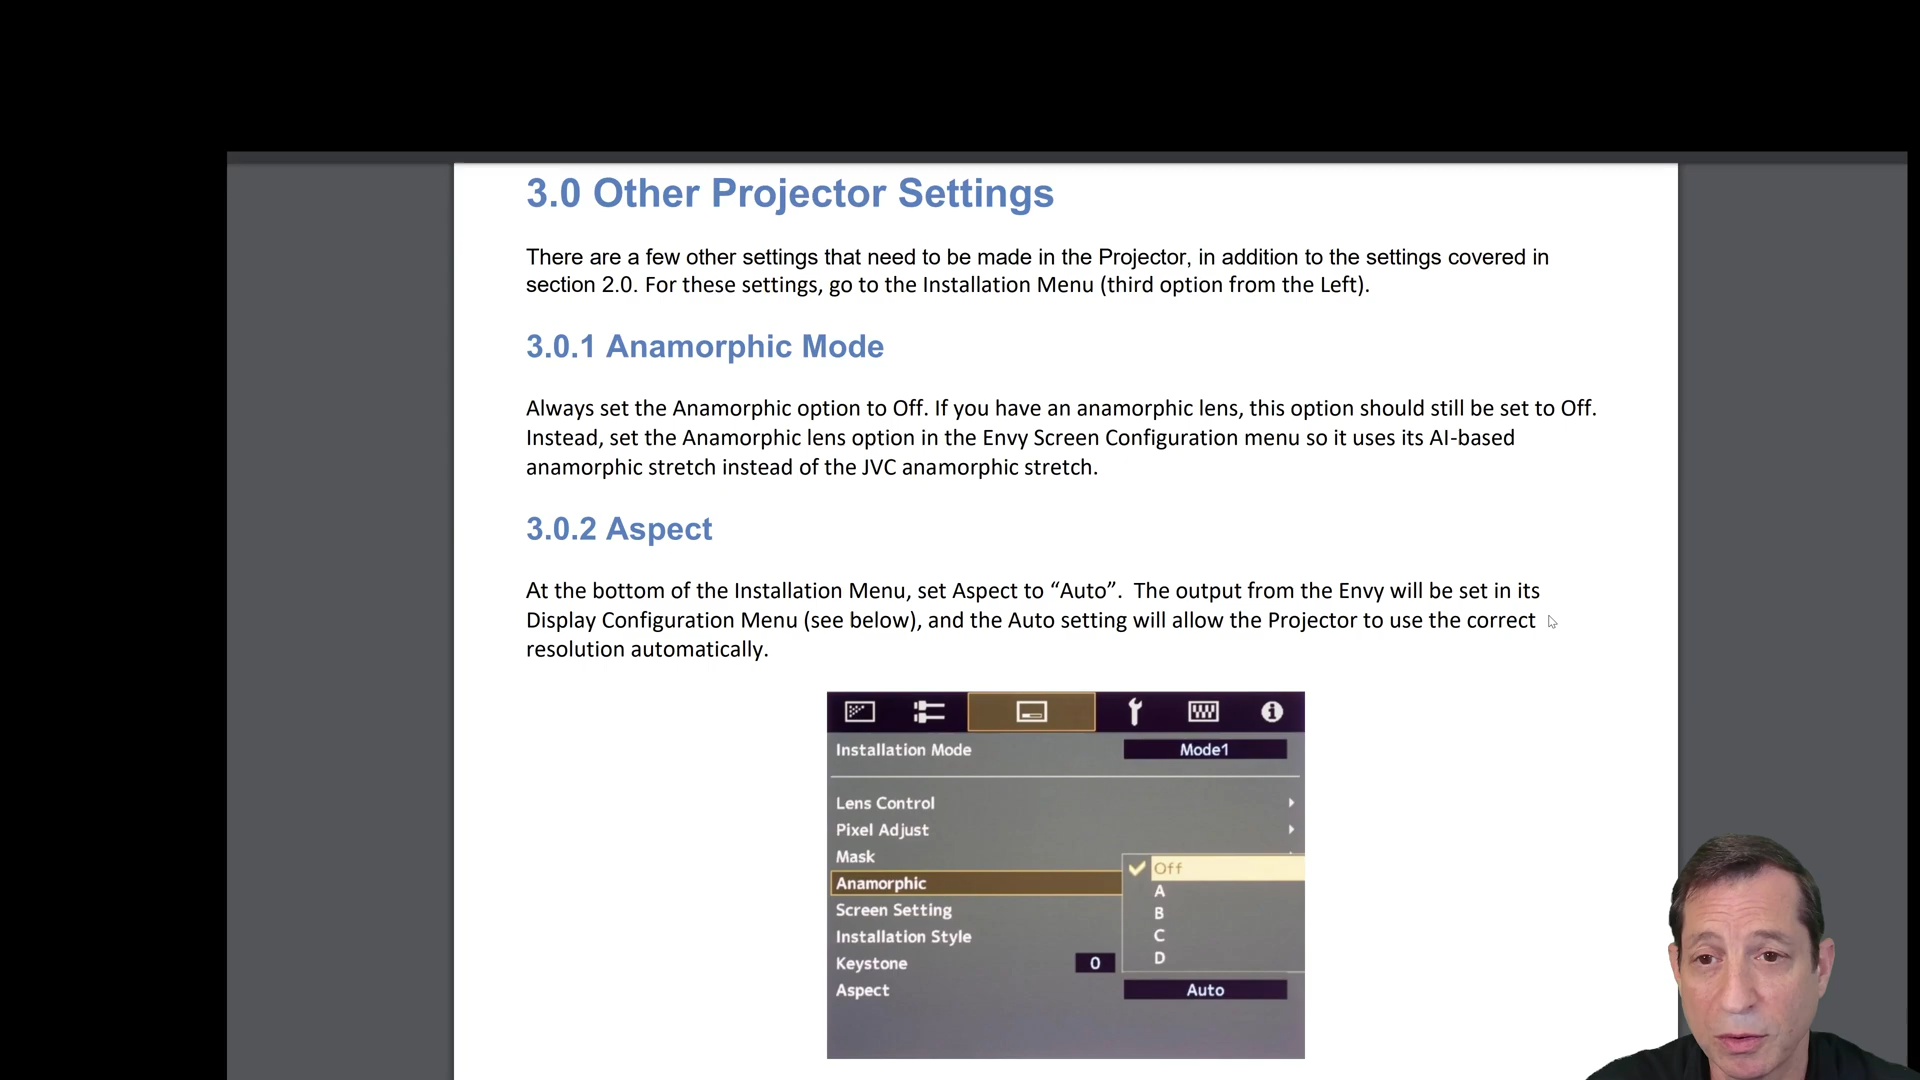 3.0 Other Projector Settings
There are a few other settings that need to be made in the Projector, in addition to the settings covered in
section 2.0. For these settings, go to the Installation Menu (third option from the Left).
3.0.1 Anamorphic Mode
Always set the Anamorphic option to Off. If you have an anamorphic lens, this option should still be set to Off.
Instead, set the Anamorphic lens option in the Envy Screen Configuration menu so it uses its AI-based
anamorphic stretch instead of the JVC anamorphic stretch.
3.0.2 Aspect
At the bottom of the Installation Menu, set Aspect to “Auto”.  The output from the Envy will be set in its
Display Configuration Menu (see below), and the Auto setting will allow the Projector to use the correct
resolution automatically.
Installation Mode Mode1
Lens Control
Pixel Adjust
Mask
Off
Anamorphic
A
Screen Setting
B
Installation Style
C
Keystone 0
D
Aspect Auto